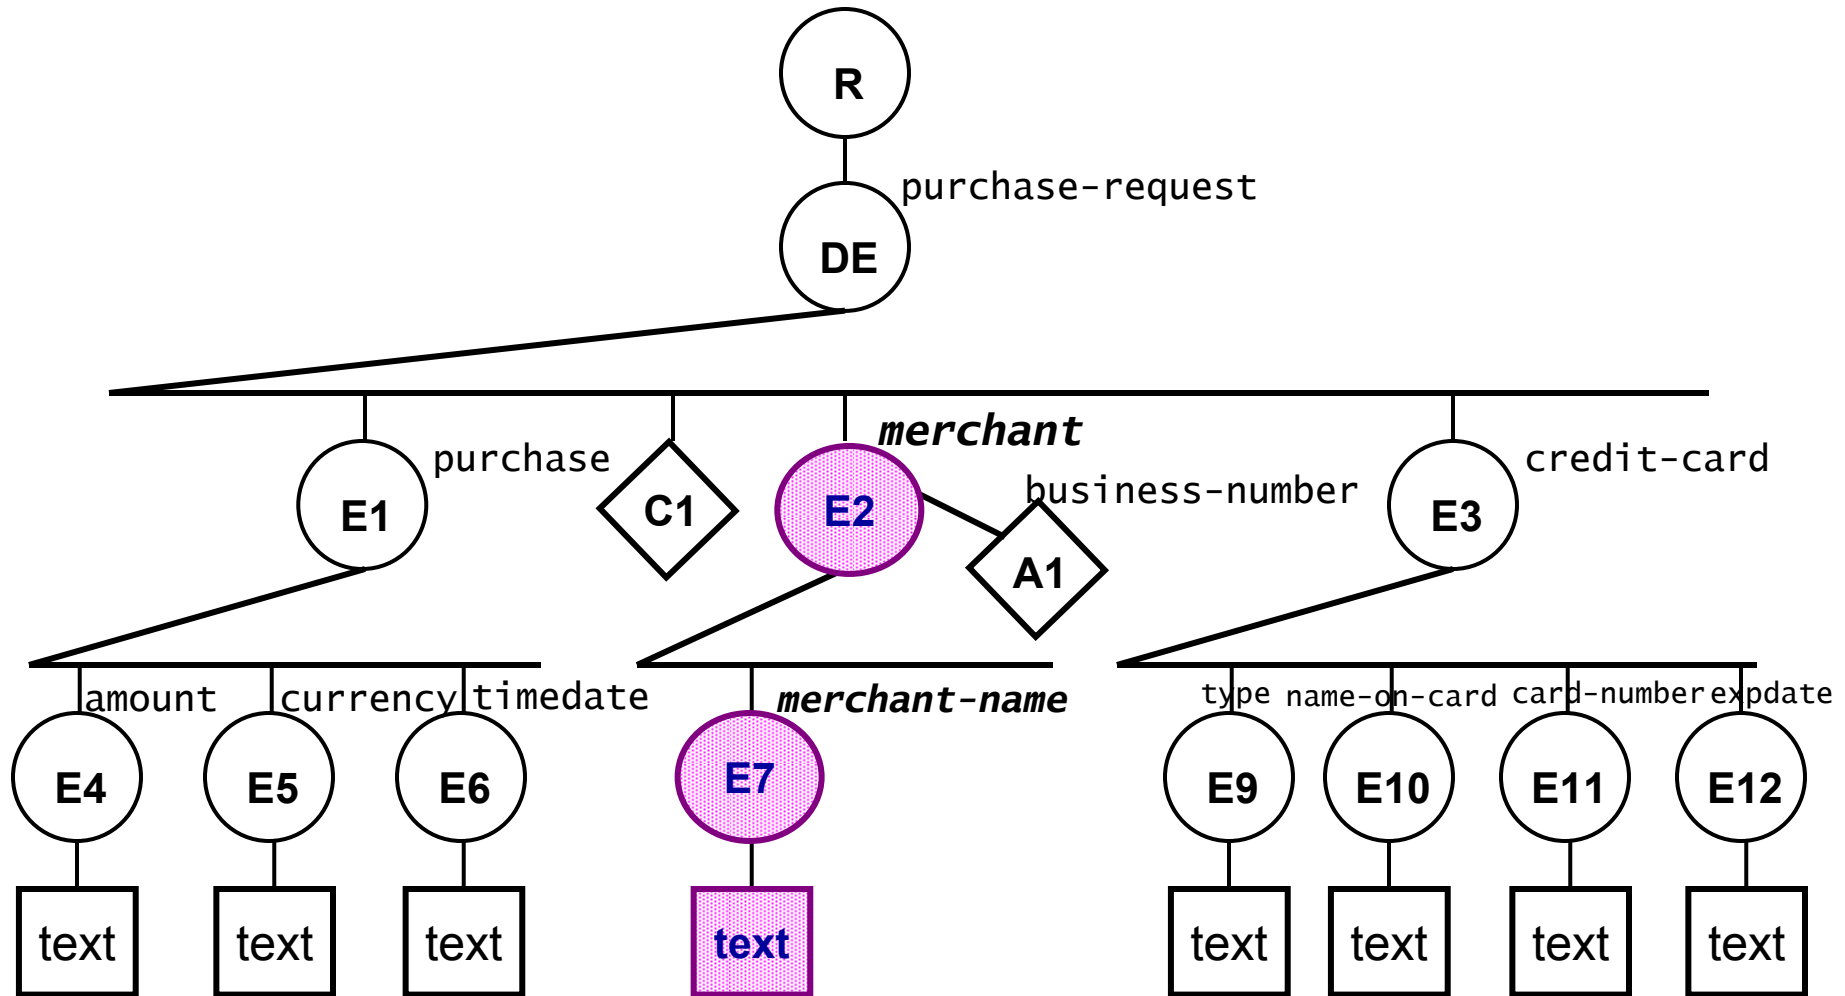 R
purchase-request
DE
merchant
purchase
credit-card
business-number
E1
C1
E2
E3
A1
amount
currency
timedate
merchant-name
type
name-on-card
card-number
expdate
E4
E5
E6
E7
E9
E10
E11
E12
text
text
text
text
text
text
text
text